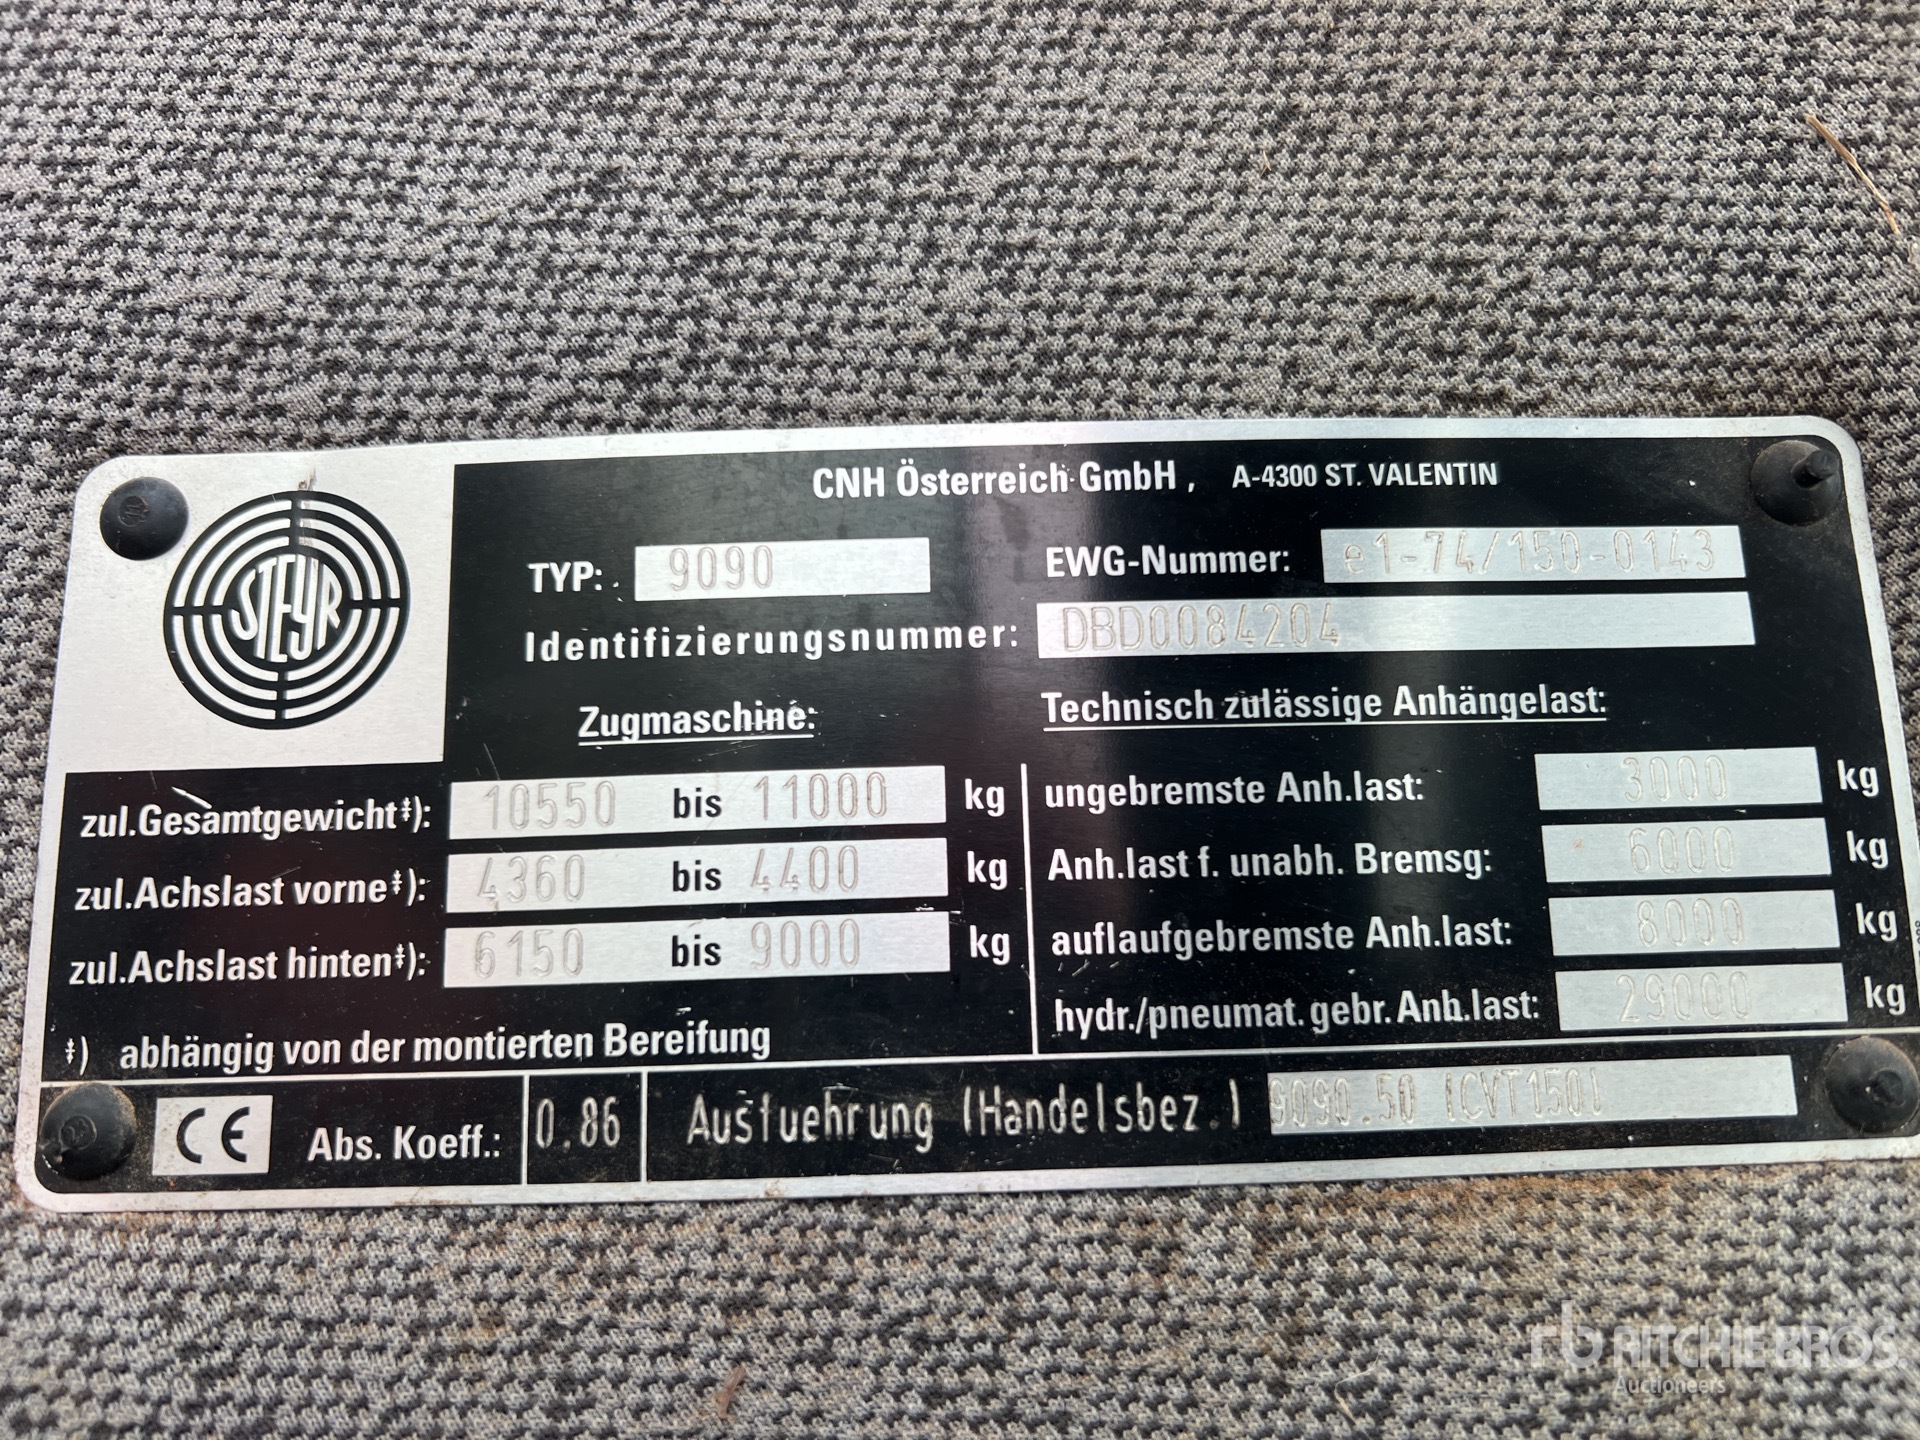 STEYR
CNH Österreich GmbH, A-4300 ST. VALENTIN
TYP: 9090 EWG-Nummer: e1-74/150-0143
Identifizierungsnummer: DBD0084204
Zugmaschine: Technisch zulässige Anhängelast:
zul.Gesamtgewicht‡): 10550 bis 11000 kg ungebremste Anh.last: 3000 kg
zul.Achslast vorne‡): 4360 bis 4400 kg Anh.last f. unabh. Bremsg: 6000 kg
zul.Achslast hinten‡): 6150 bis 9000 kg auflaufgebremste Anh.last: 8000 kg
hydr./pneumat. gebr. Anh.last: 29000 kg
‡) abhängig von der montierten Bereifung
CE Abs. Koeff.: 0.86 Ausfuehrung (Handelsbez.) 9090.50 (CVT150)
rb RITCHIE BROS.
Auctioneers